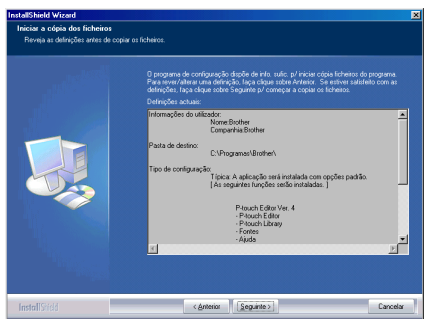 InstallShield Wizard
Iniciar a cópia dos ficheiros
Reveja as definições antes de copiar os ficheiros.
O programa de configuração dispõe de info. sufic. p/ iniciar cópia ficheiros do programa.
Para rever/alterar uma definição, faça clique sobre Anterior. Se estiver satisfeito com as
definições, faça clique sobre Seguinte p/ começar a copiar os ficheiros.
Definições actuais:
Informações do utilizador:
Nome:Brother
Companhia:Brother
Pasta de destino:
C:\Programas\Brother\
Tipo de configuração:
Típica: A aplicação será instalada com opções padrão.
[ As seguintes funções serão instaladas. ]
P-touch Editor Ver. 4
- P-touch Editor
- P-touch Library
- Fontes
- Ajuda
InstallShield
< Anterior
Seguinte >
Cancelar